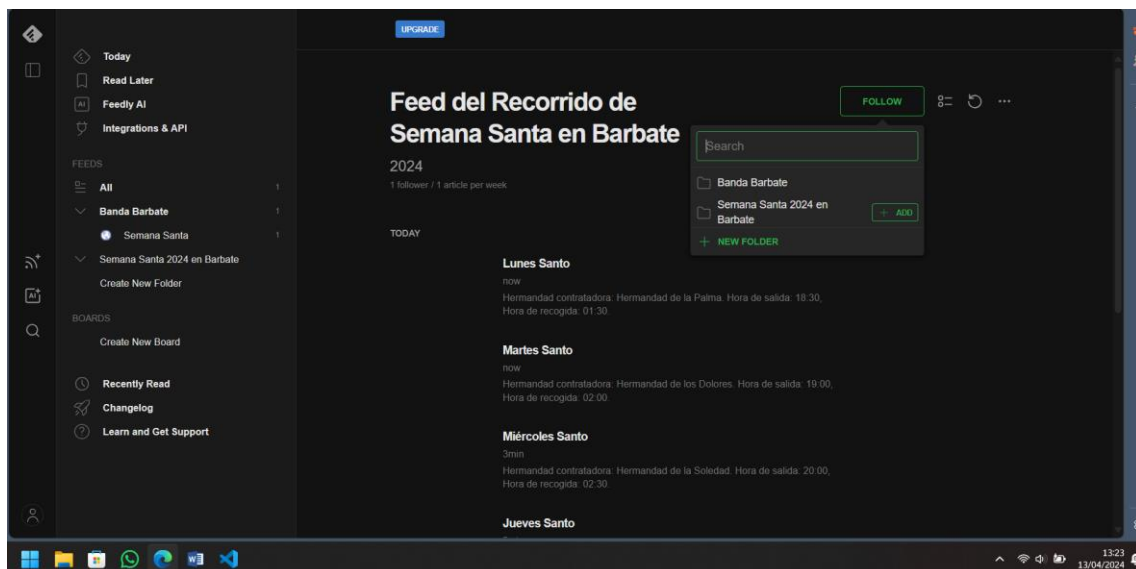 UPGRADE
Today
Read Later
AI Feedly AI
Integrations & API
FEEDS
All 1
Banda Barbate 1
Semana Santa 1
Semana Santa 2024 en Barbate
Create New Folder
BOARDS
Create New Board
Recently Read
Changelog
Learn and Get Support
Feed del Recorrido de
Semana Santa en Barbate
2024
1 follower / 1 article per week
FOLLOW
Search
Banda Barbate
Semana Santa 2024 en
Barbate
+ ADD
+ NEW FOLDER
TODAY
Lunes Santo
now
Hermandad contratadora: Hermandad de la Palma. Hora de salida: 18:30,
Hora de recogida: 01:30.
Martes Santo
now
Hermandad contratadora: Hermandad de los Dolores. Hora de salida: 19:00,
Hora de recogida: 02:00.
Miércoles Santo
3min
Hermandad contratadora: Hermandad de la Soledad. Hora de salida: 20:00,
Hora de recogida: 02:30.
Jueves Santo
13:23
13/04/2024